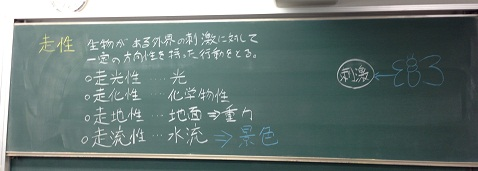 走性 生物がある外界の刺激に対して
一定の方向性を持った行動をとる。
○走光性 ‥‥ 光
○走化性 ‥‥ 化学物性
○走地性 ‥‥ 地面 ⇒ 重力
○走流性 ‥‥ 水流 ⇒ 景色
刺激 ←